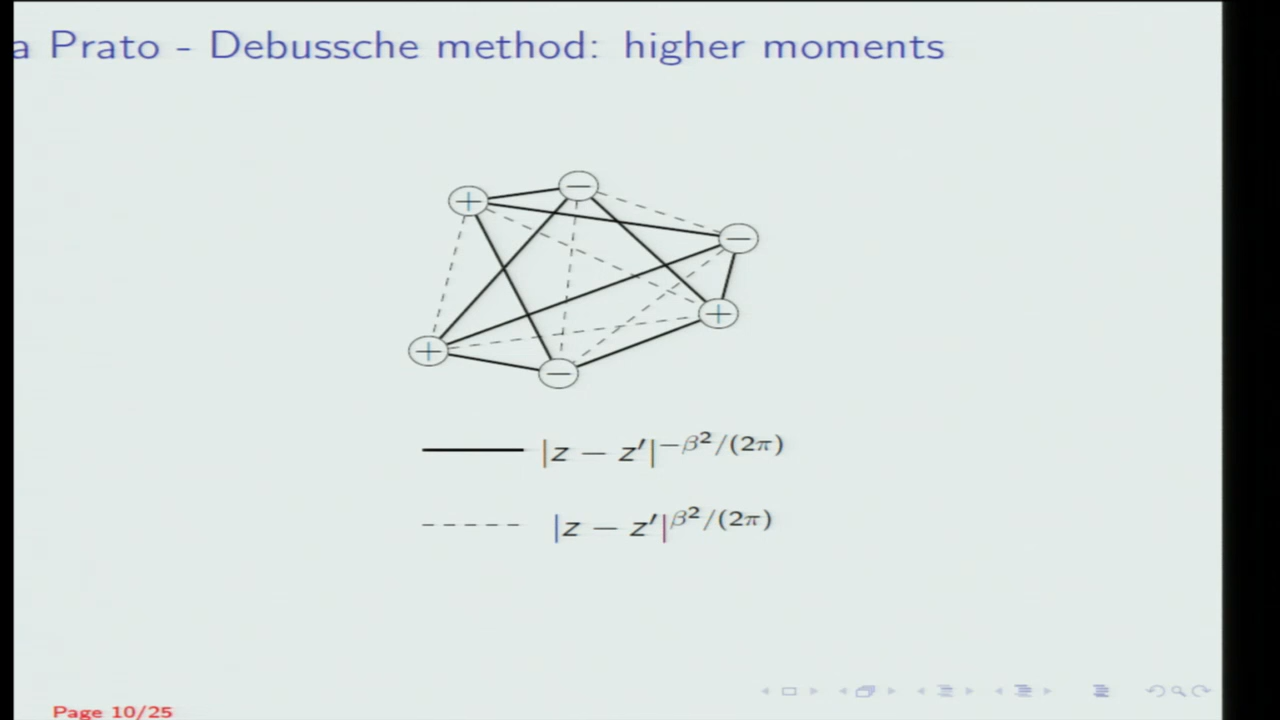 a Prato - Debussche method: higher moments
+ −
−
+
+
−
|z − z′|^{−β²/(2π)}
|z − z′|^{β²/(2π)}
Page 10/25